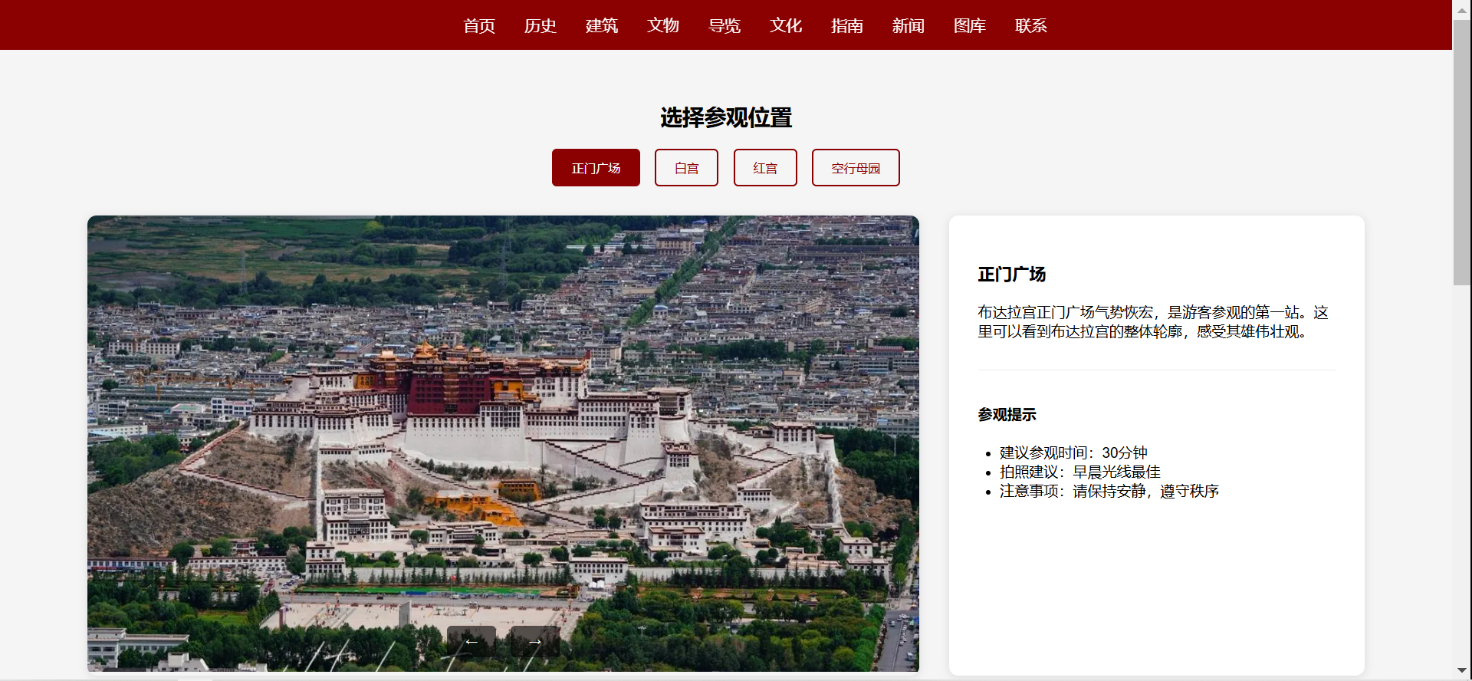 首页 历史 建筑 文物 导览 文化 指南 新闻 图库 联系
选择参观位置
正门广场 白宫 红宫 空行母园
正门广场
布达拉宫正门广场气势恢宏，是游客参观的第一站。这
里可以看到布达拉宫的整体轮廓，感受其雄伟壮观。
参观提示
建议参观时间：30分钟
拍照建议：早晨光线最佳
注意事项：请保持安静，遵守秩序
← →